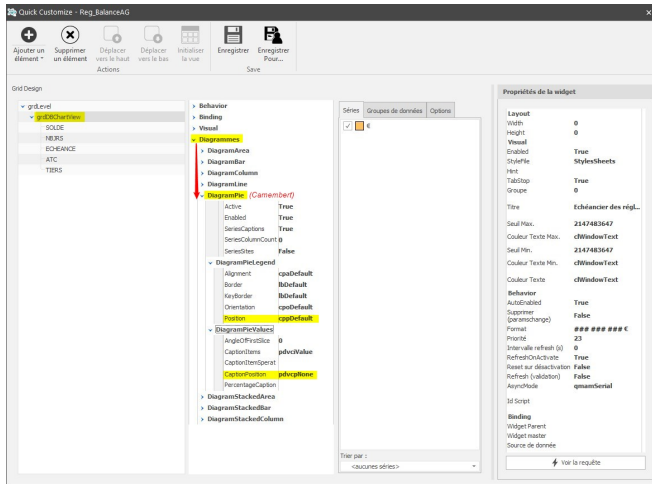 Quick Customize - Reg_BalanceAG
Ajouter un élément
Supprimer un élément
Déplacer vers le haut
Déplacer vers le bas
Initialiser la vue
Enregistrer
Enregistrer Pour...
Actions
Save
Grid Design
grdLevel
grdDBChartView
SOLDE
NBJRS
ECHEANCE
ATC
TIERS
Behavior
Binding
Visual
Diagrammes
DiagramArea
DiagramBar
DiagramColumn
DiagramLine
DiagramPie (Camembert)
Active True
Enabled True
SeriesCaptions True
SeriesColumnCount 0
SeriesSites False
DiagramPieLegend
Alignment cpaDefault
Border lbDefault
KeyBorder lbDefault
Orientation cpoDefault
Position cppDefault
DiagramPieValues
AngleOfFirstSlice 0
CaptionItems pdvciValue
CaptionItemSperat
CaptionPosition pdvcpNone
PercentageCaption
DiagramStackedArea
DiagramStackedBar
DiagramStackedColumn
Séries
Groupes de données
Options
€
Trier par :
<aucunes séries>
Propriétés de la widget
Layout
Width 0
Height 0
Visual
Enabled True
StyleFile StylesSheets
Hint
TabStop True
Groupe 0
Titre Echéancier des régl...
Seuil Max. 2147483647
Couleur Texte Max. clWindowText
Seuil Min. 2147483647
Couleur Texte Min. clWindowText
Couleur Texte clWindowText
Behavior
AutoEnabled True
Supprimer (paramschange) False
Format ### ### ### €
Priorité 23
Intervalle refresh (s) 0
RefreshOnActivate True
Reset sur désactivation False
Refresh (validation) False
AsyncMode qmamSerial
Id Script
Binding
Widget Parent
Widget master
Source de donnée
Voir la requête